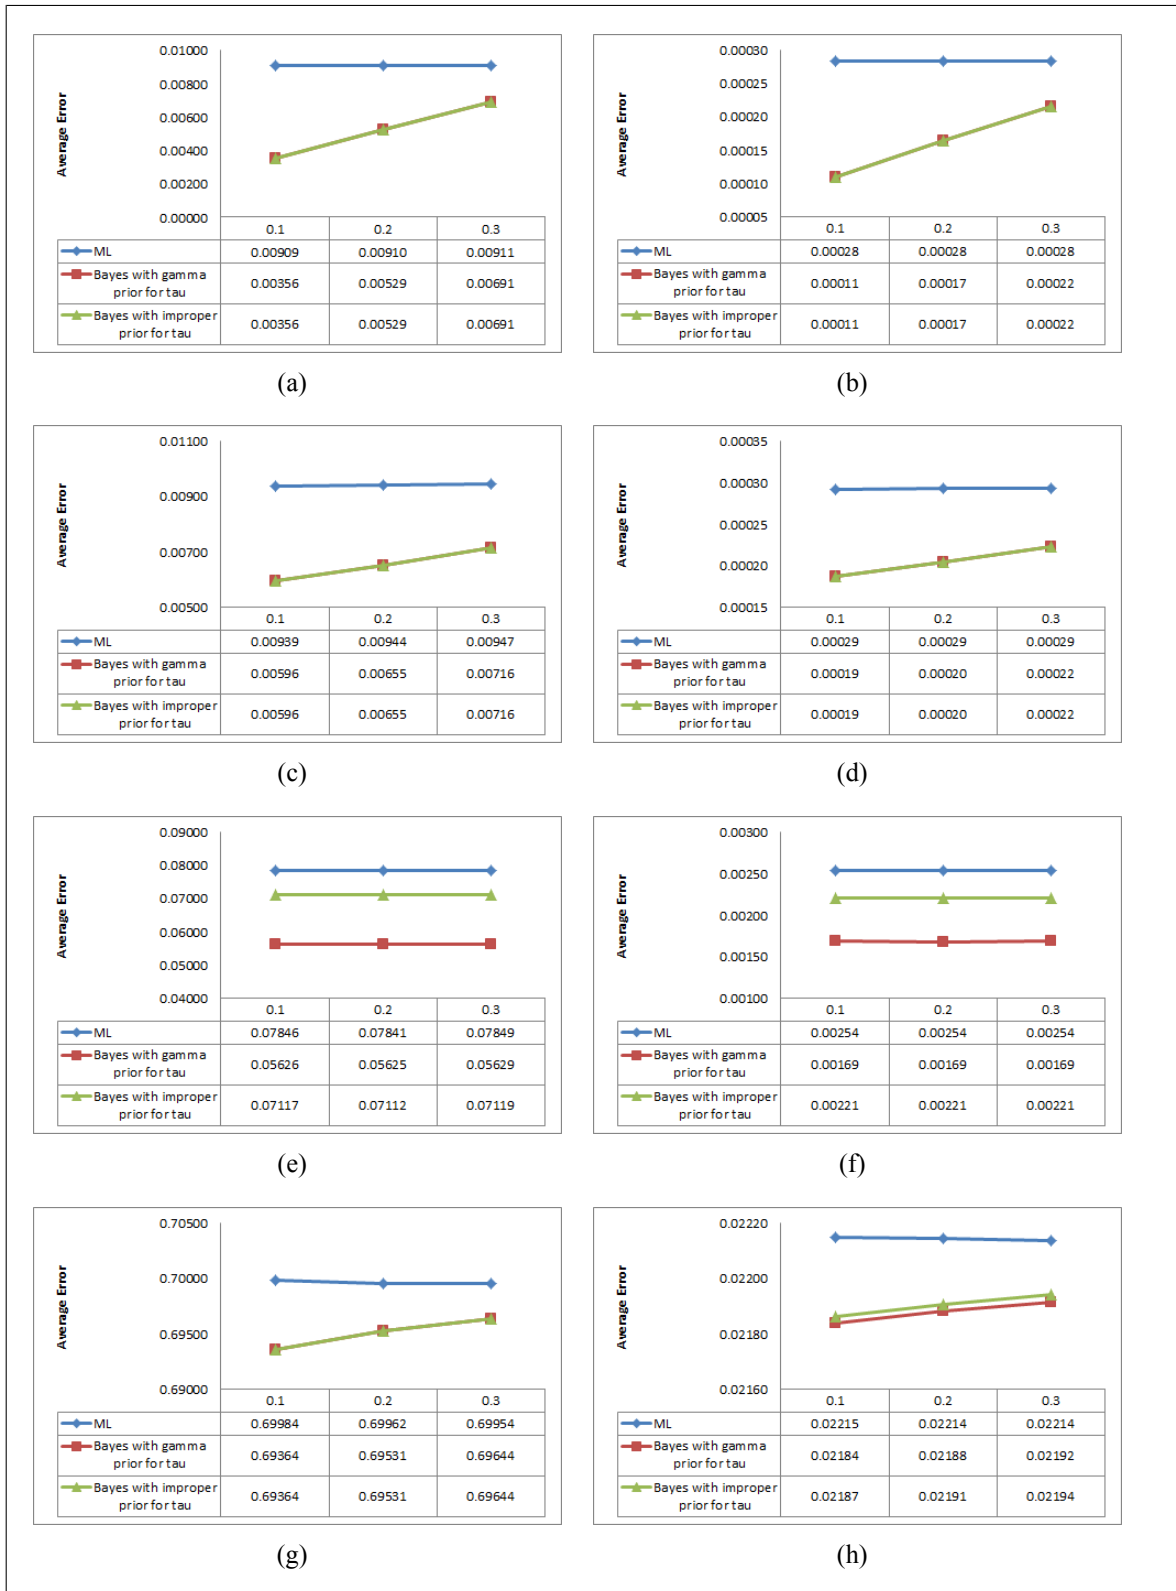 0.01000
0.00800
0.00600
0.00400
0.00200
0.00000
Average Error
0.1 0.2 0.3
ML 0.00909 0.00910 0.00911
Bayes with gamma
prior for tau 0.00356 0.00529 0.00691
Bayes with improper
prior for tau 0.00356 0.00529 0.00691
(a)
0.00030
0.00025
0.00020
0.00015
0.00010
0.00005
Average Error
0.1 0.2 0.3
ML 0.00028 0.00028 0.00028
Bayes with gamma
prior for tau 0.00011 0.00017 0.00022
Bayes with improper
prior for tau 0.00011 0.00017 0.00022
(b)
0.01100
0.00900
0.00700
0.00500
Average Error
0.1 0.2 0.3
ML 0.00939 0.00944 0.00947
Bayes with gamma
prior for tau 0.00596 0.00655 0.00716
Bayes with improper
prior for tau 0.00596 0.00655 0.00716
(c)
0.00035
0.00030
0.00025
0.00020
0.00015
Average Error
0.1 0.2 0.3
ML 0.00029 0.00029 0.00029
Bayes with gamma
prior for tau 0.00019 0.00020 0.00022
Bayes with improper
prior for tau 0.00019 0.00020 0.00022
(d)
0.09000
0.08000
0.07000
0.06000
0.05000
0.04000
Average Error
0.1 0.2 0.3
ML 0.07846 0.07841 0.07849
Bayes with gamma
prior for tau 0.05626 0.05625 0.05629
Bayes with improper
prior for tau 0.07117 0.07112 0.07119
(e)
0.00300
0.00250
0.00200
0.00150
0.00100
Average Error
0.1 0.2 0.3
ML 0.00254 0.00254 0.00254
Bayes with gamma
prior for tau 0.00169 0.00169 0.00169
Bayes with improper
prior for tau 0.00221 0.00221 0.00221
(f)
0.70500
0.70000
0.69500
0.69000
Average Error
0.1 0.2 0.3
ML 0.69984 0.69962 0.69954
Bayes with gamma
prior for tau 0.69364 0.69531 0.69644
Bayes with improper
prior for tau 0.69364 0.69531 0.69644
(g)
0.02220
0.02200
0.02180
0.02160
Average Error
0.1 0.2 0.3
ML 0.02215 0.02214 0.02214
Bayes with gamma
prior for tau 0.02184 0.02188 0.02192
Bayes with improper
prior for tau 0.02187 0.02191 0.02194
(h)